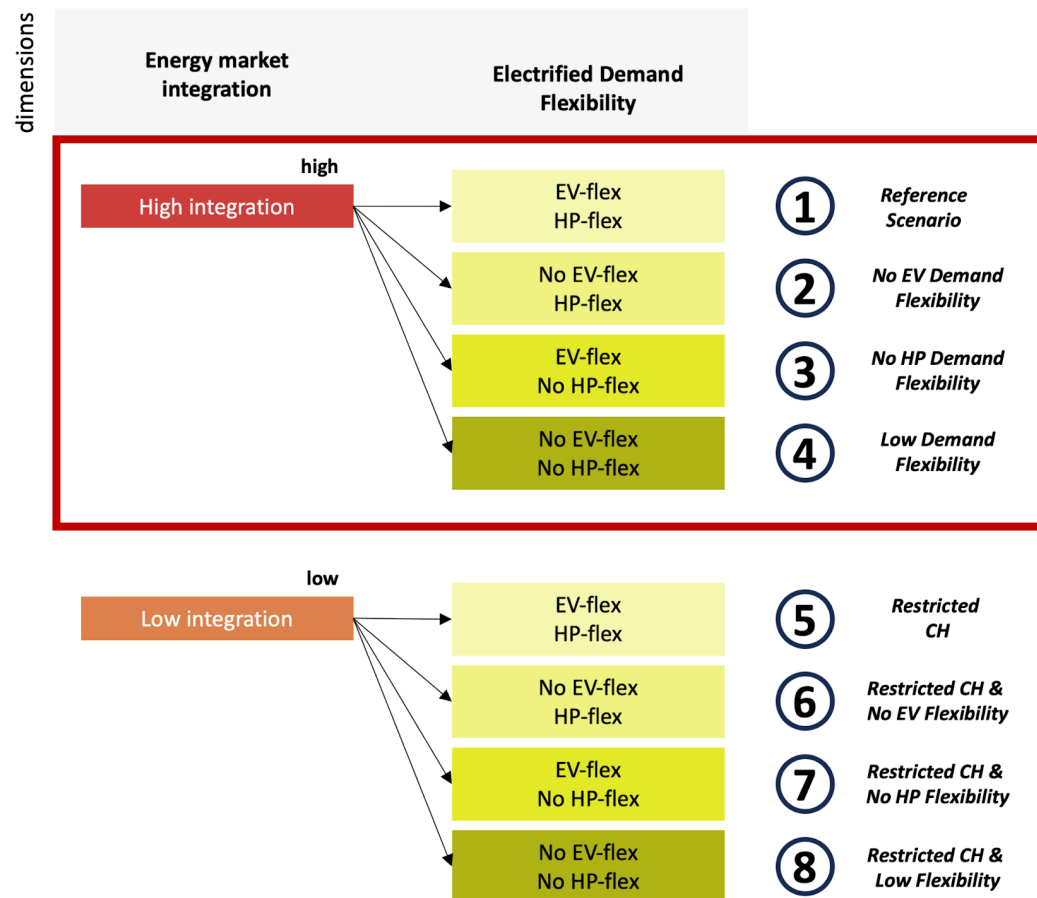 dimensions
Energy market
integration
Electrified Demand
Flexibility
high
High integration
EV-flex
HP-flex
1
Reference
Scenario
No EV-flex
HP-flex
2
No EV Demand
Flexibility
EV-flex
No HP-flex
3
No HP Demand
Flexibility
No EV-flex
No HP-flex
4
Low Demand
Flexibility
low
Low integration
EV-flex
HP-flex
5
Restricted
CH
No EV-flex
HP-flex
6
Restricted CH &
No EV Flexibility
EV-flex
No HP-flex
7
Restricted CH &
No HP Flexibility
No EV-flex
No HP-flex
8
Restricted CH &
Low Flexibility